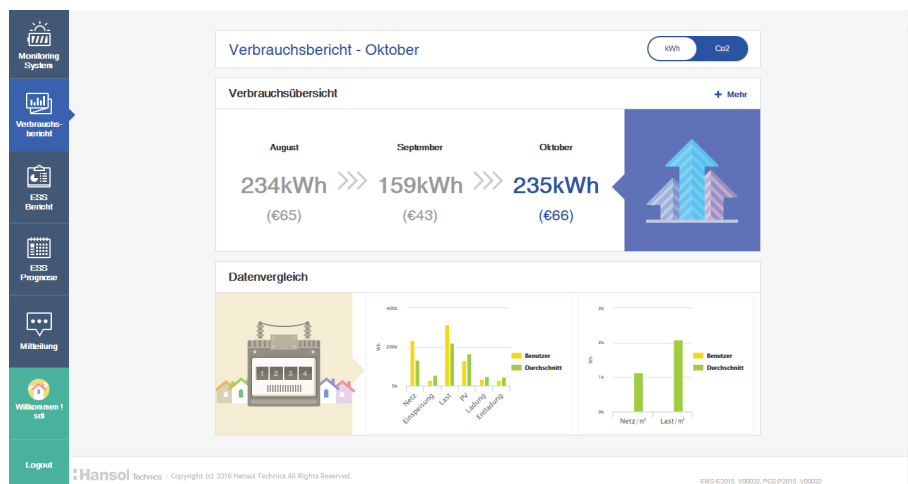 Monitoring
System
Verbrauchs-
bericht
ESS
Bericht
ESS
Prognose
Mitteilung
Willkommen !
sdi
Logout
Verbrauchsbericht - Oktober
kWh
Co2
Verbrauchsübersicht
+ Mehr
August
September
Oktober
234kWh
159kWh
235kWh
(€65)
(€43)
(€66)
Datenvergleich
1 2 3 4
400k
200k
0k
Wh
Netz
Einspeisung
Last
PV
Ladung
Entladung
Benutzer
Durchschnitt
2k
1k
0k
Wh
Netz/m²
Last/m²
Benutzer
Durchschnitt
Hansol Technics
Copyright (c) 2016 Hansol Technics All Rights Reserved.
EMS:E2015 V00032, PCS:P2015 V00032